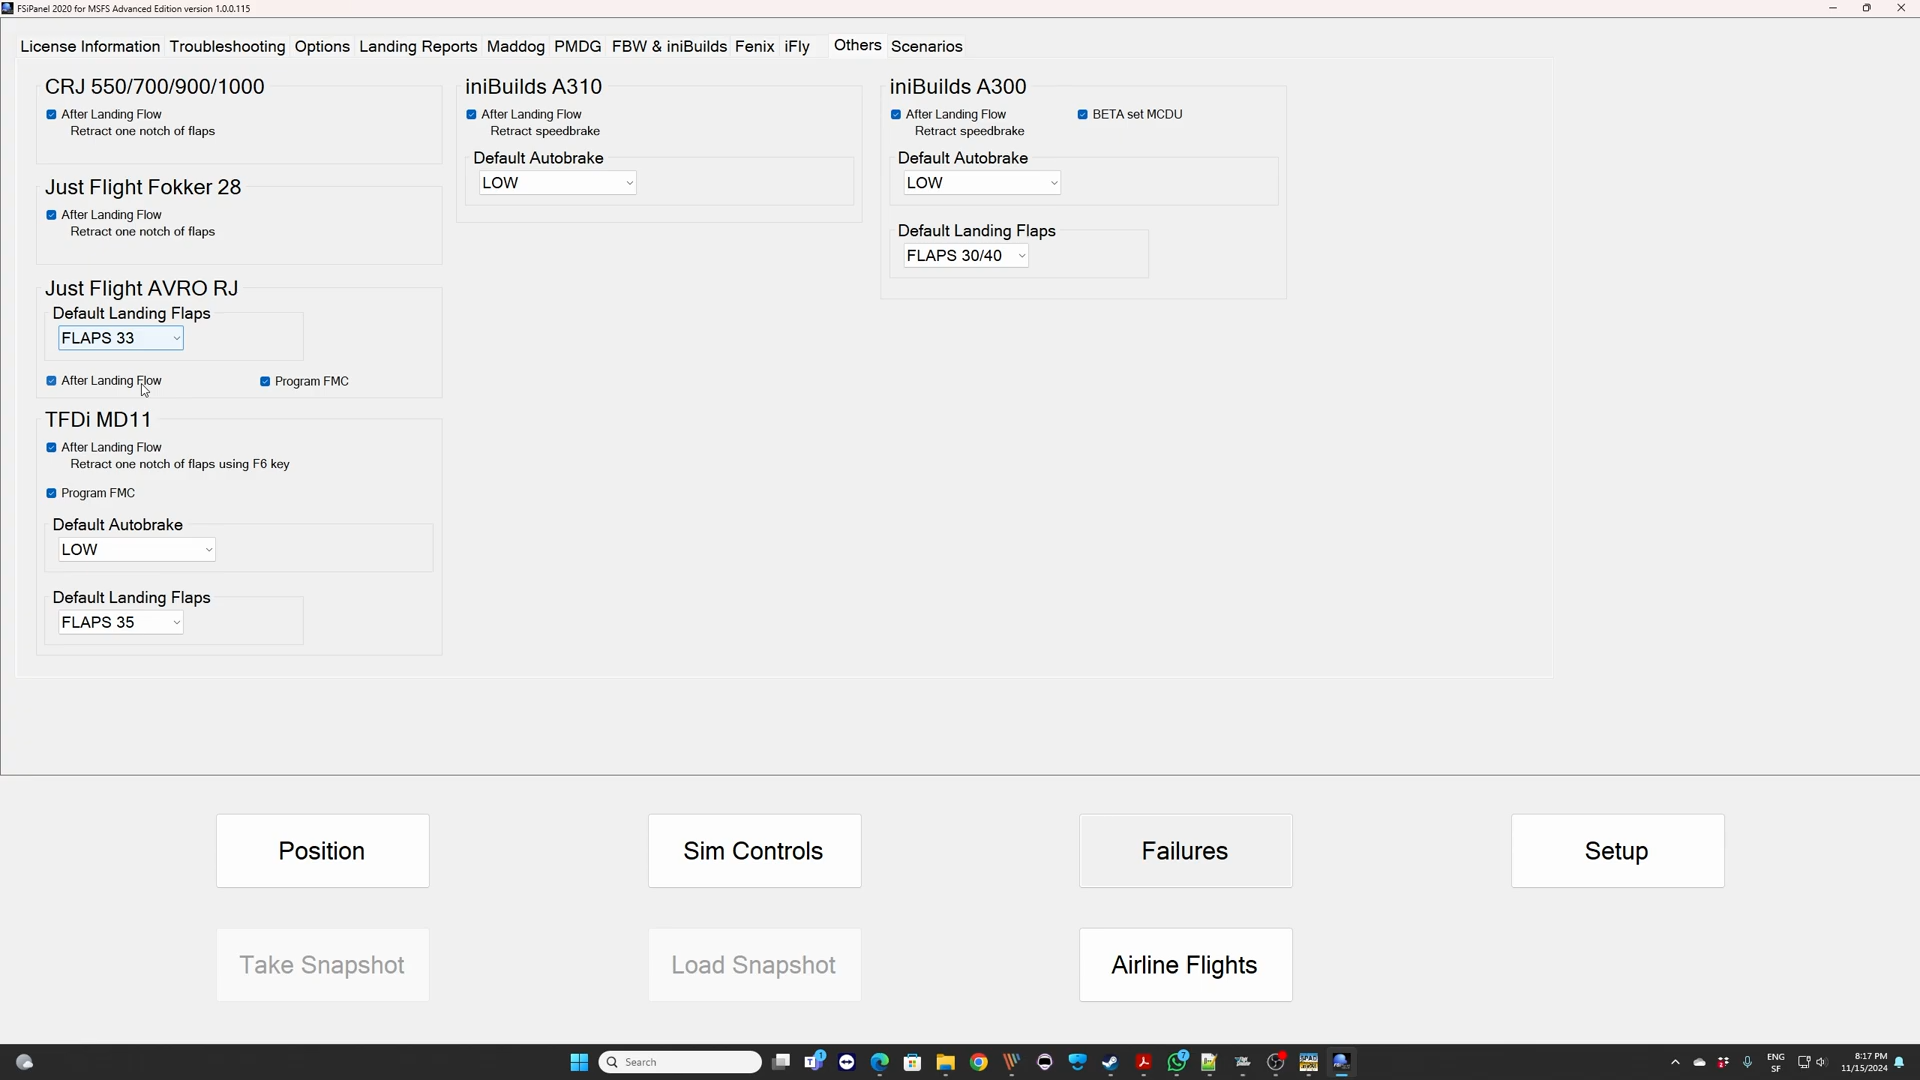 FSiPanel 2020 for MSFS Advanced Edition version 1.0.0.115
License Information Troubleshooting Options Landing Reports Maddog PMDG FBW & iniBuilds Fenix iFly Others Scenarios
CRJ 550/700/900/1000
After Landing Flow
Retract one notch of flaps
Just Flight Fokker 28
After Landing Flow
Retract one notch of flaps
Just Flight AVRO RJ
Default Landing Flaps
FLAPS 33
After Landing Flow Program FMC
TFDi MD11
After Landing Flow
Retract one notch of flaps using F6 key
Program FMC
Default Autobrake
LOW
Default Landing Flaps
FLAPS 35
iniBuilds A310
After Landing Flow
Retract speedbrake
Default Autobrake
LOW
iniBuilds A300
After Landing Flow BETA set MCDU
Retract speedbrake
Default Autobrake
LOW
Default Landing Flaps
FLAPS 30/40
Position Sim Controls Failures Setup
Take Snapshot Load Snapshot Airline Flights
Search
ENG
SF
8:17 PM
11/15/2024